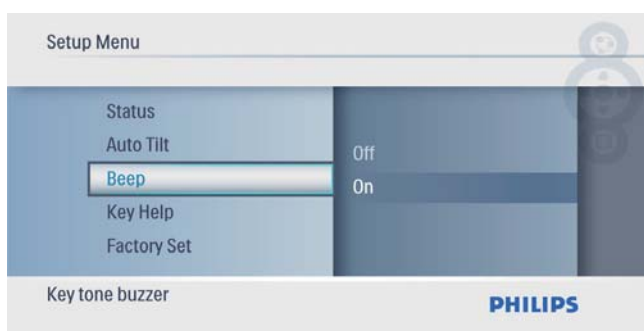 Setup Menu
Status
Auto Tilt
Beep
Key Help
Factory Set
Off
On
Key tone buzzer
PHILIPS